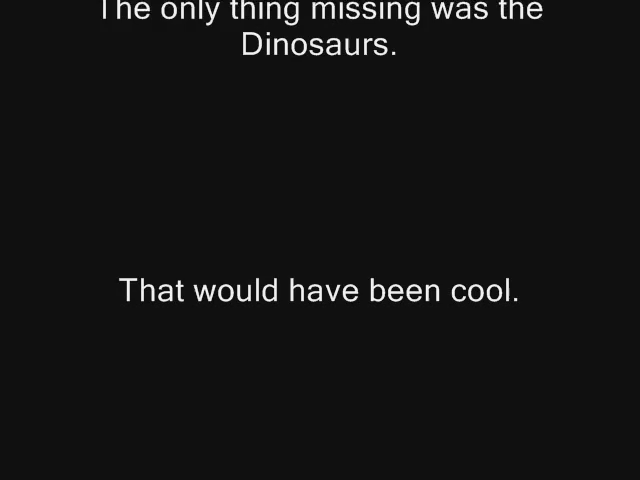 The only thing missing was the
Dinosaurs.
That would have been cool.